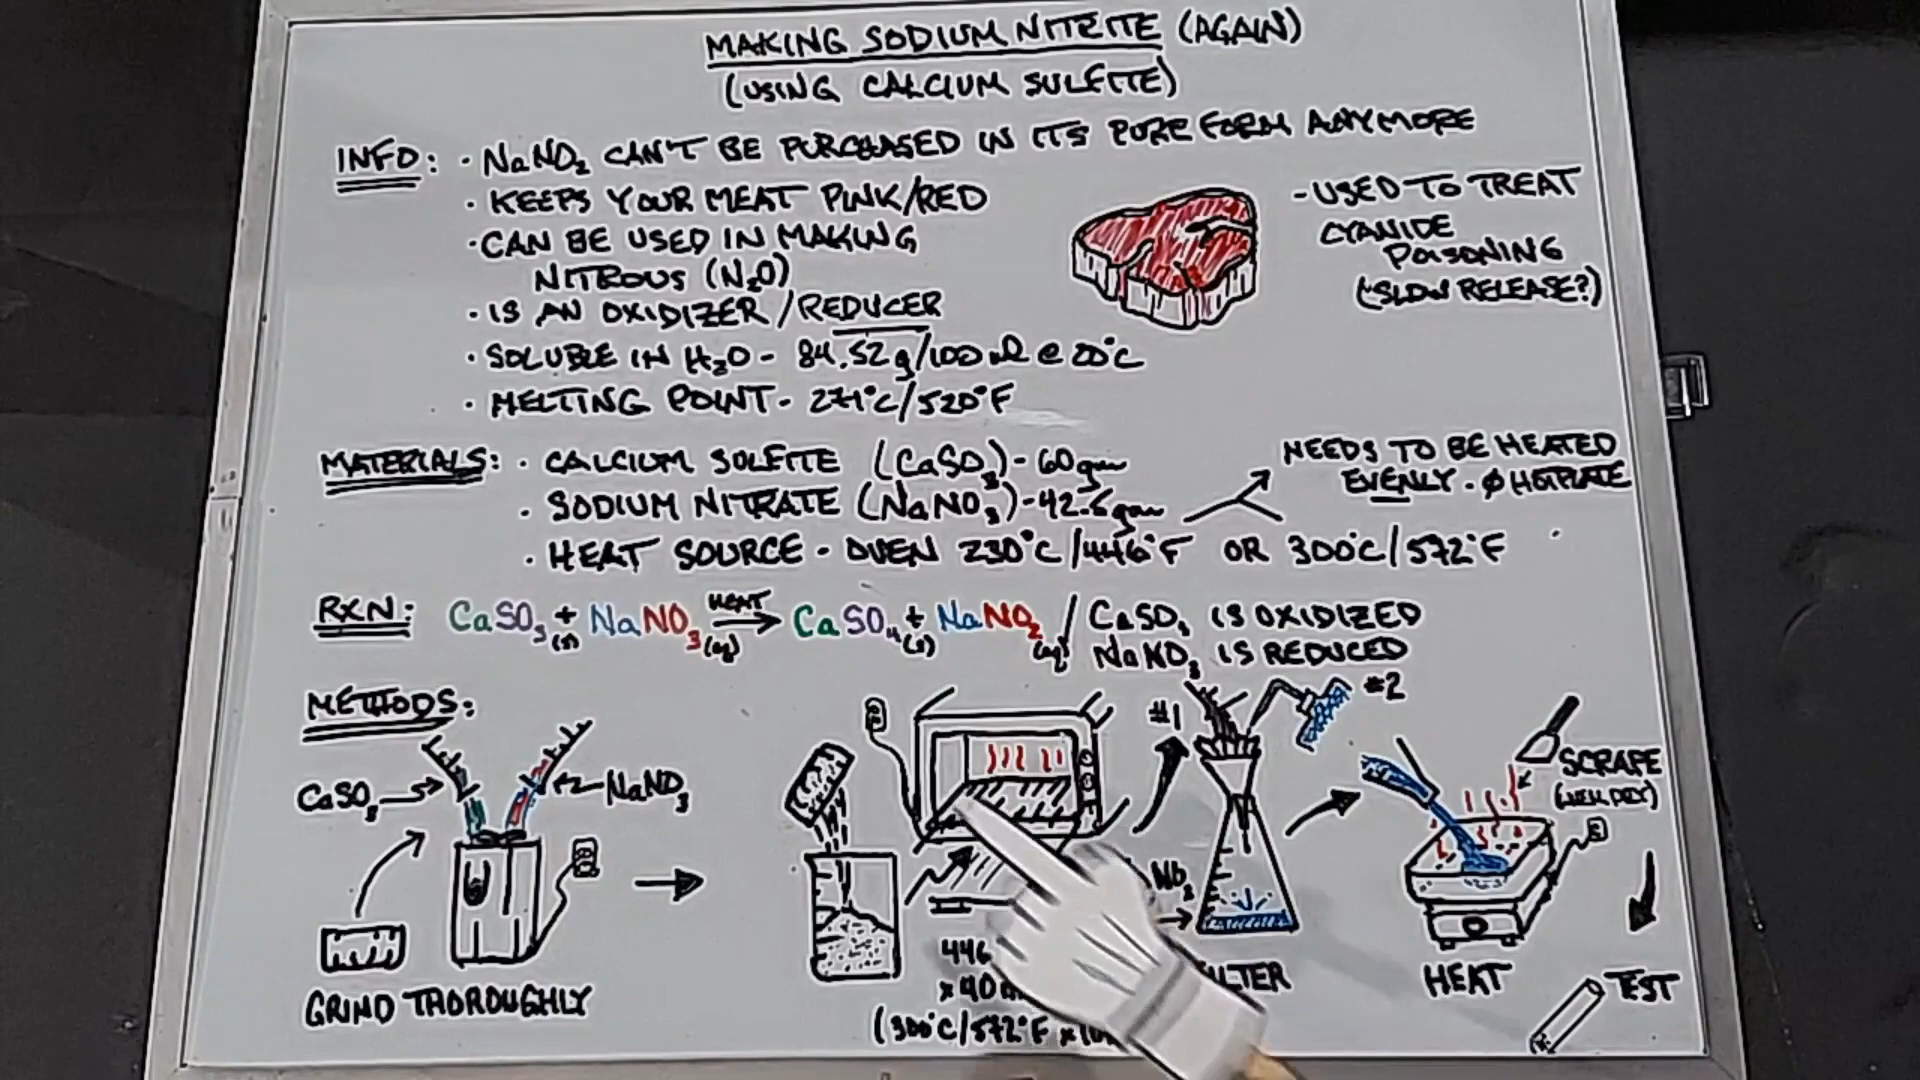 MAKING SODIUM NITRITE (AGAIN)
(USING CALCIUM SULFITE)
INFO: · NaNO2 CAN'T BE PURCHASED IN ITS PURE FORM ANYMORE
· KEEPS YOUR MEAT PINK/RED
· CAN BE USED IN MAKING
NITROUS (N2O)
· IS AN OXIDIZER/REDUCER
· SOLUBLE IN H2O - 84.52g/100ml @ 20°C
· MELTING POINT - 271°C/520°F
- USED TO TREAT
CYANIDE
POISONING
(SLOW RELEASE?)
MATERIALS: · CALCIUM SULFITE (CaSO3) - 60gm
· SODIUM NITRATE (NaNO3) - 42.5gm
· HEAT SOURCE - OVEN 230°C/446°F OR 300°C/572°F
NEEDS TO BE HEATED
EVENLY - Ø HOTPLATE
RXN: CaSO3(s) + NaNO3(aq) HEAT → CaSO4(s) + NaNO2(aq) / CaSO3 IS OXIDIZED
NaNO3 IS REDUCED
METHODS:
CaSO3
NaNO3
GRIND THOROUGHLY
446
(300°C/572°F
#1
#2
HEAT
SCRAPE
TEST